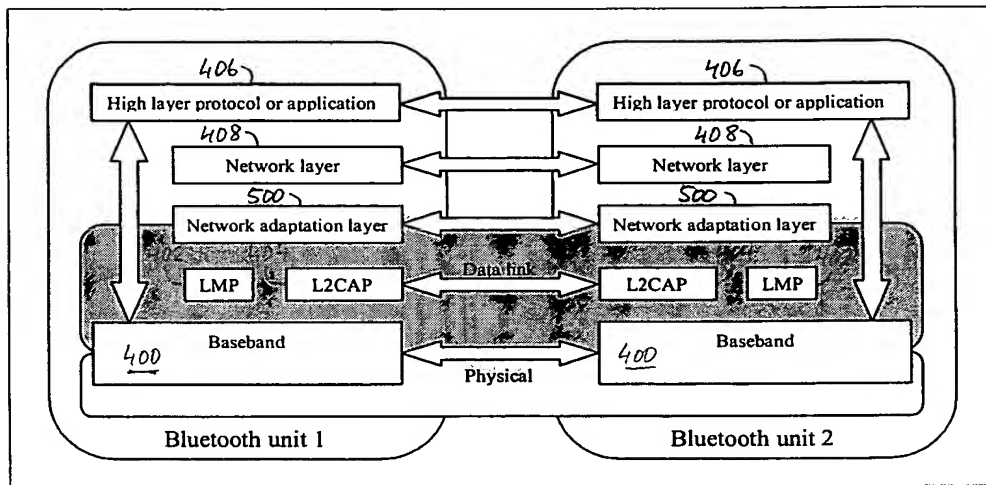 406 406
High layer protocol or application High layer protocol or application
408 408
Network layer Network layer
500 500
Network adaptation layer Network adaptation layer
402 404
Data link
LMP L2CAP L2CAP LMP
Baseband Baseband
400 400
Physical
Bluetooth unit 1 Bluetooth unit 2